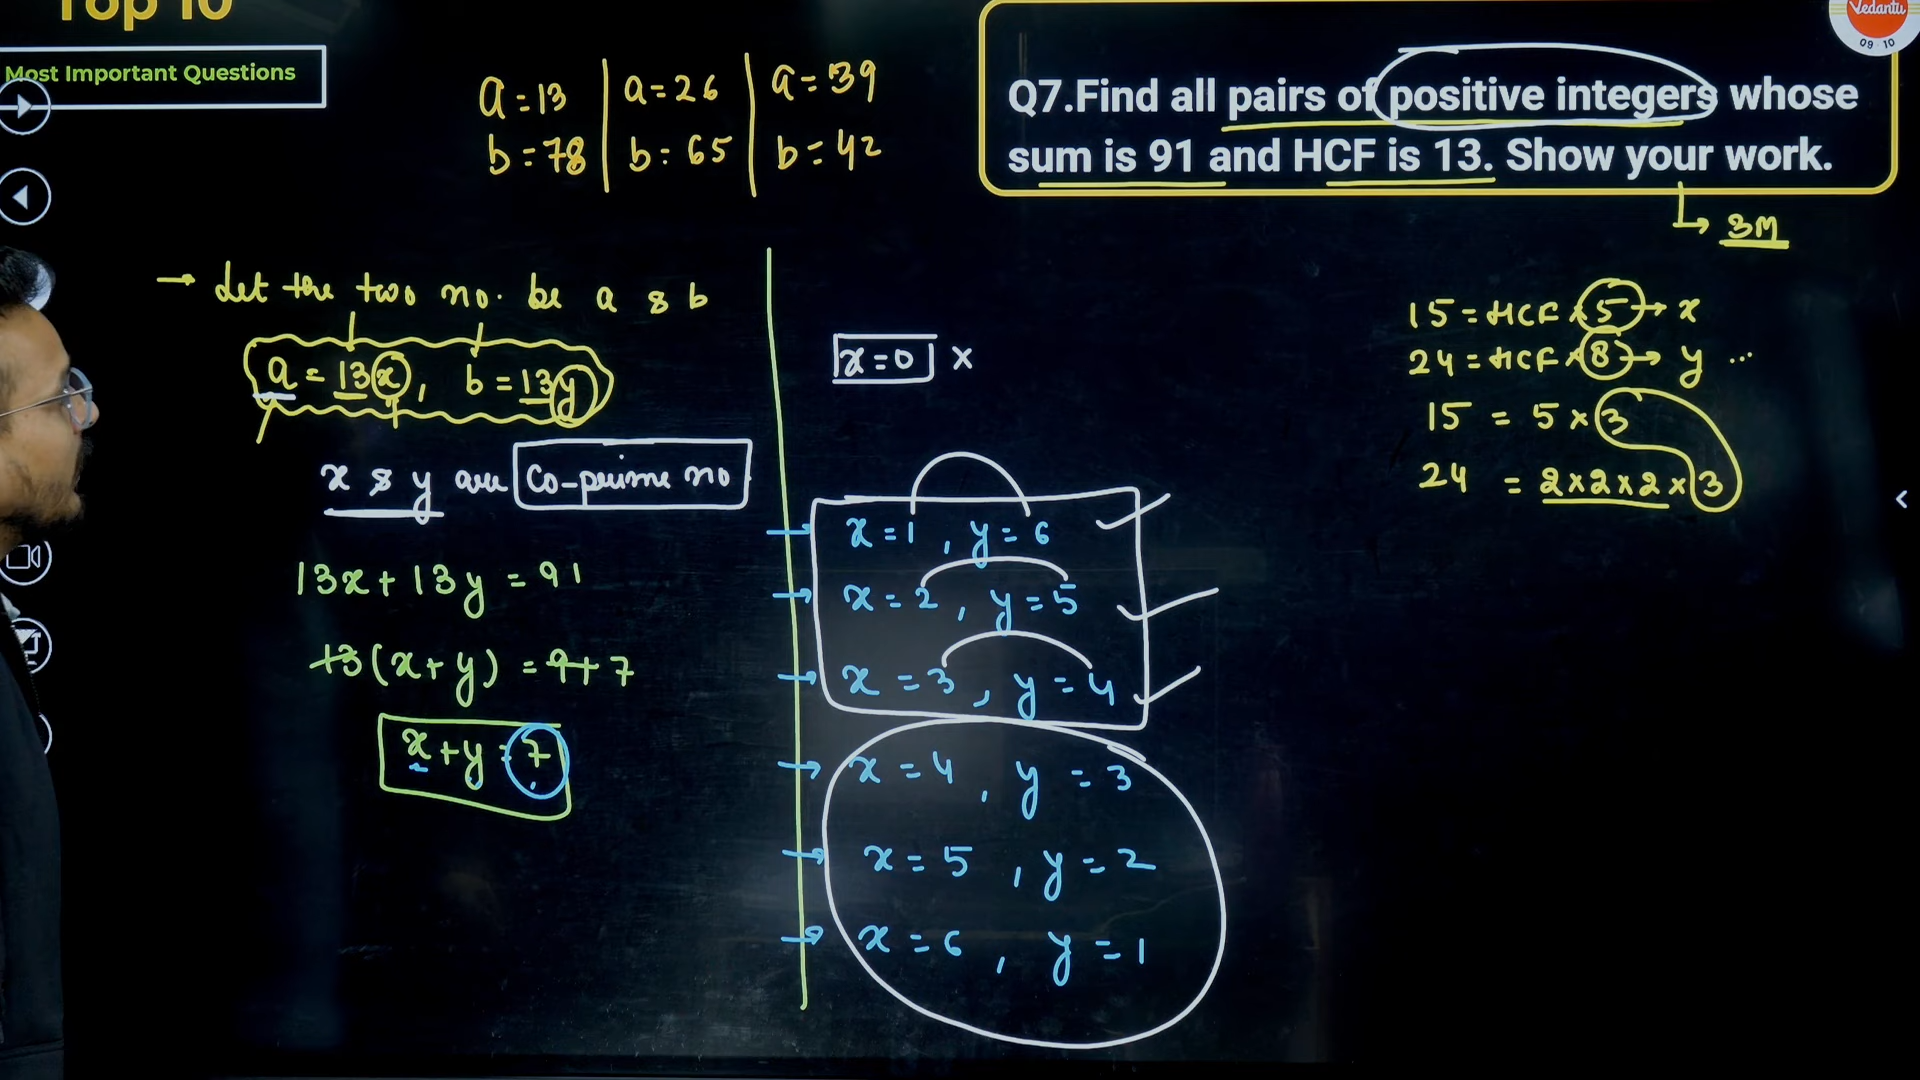 Top 10
Most Important Questions
Vedantu
09 10
Q7.Find all pairs of positive integers whose
sum is 91 and HCF is 13. Show your work.
→ 3M
a = 13 | a = 26 | a = 39
b = 78 | b = 65 | b = 42
→ Let the two no. be a & b
a = 13x, b = 13y
x & y are Co-prime no
13x + 13y = 91
13(x+y) = 91 7
x+y = 7
x = 0 ×
x = 1, y = 6 ✓
x = 2, y = 5 ✓
x = 3, y = 4 ✓
x = 4, y = 3
x = 5, y = 2
x = 6, y = 1
15 = HCF × 5 → x
24 = HCF × 8 → y ...
15 = 5 × 3
24 = 2×2×2×3